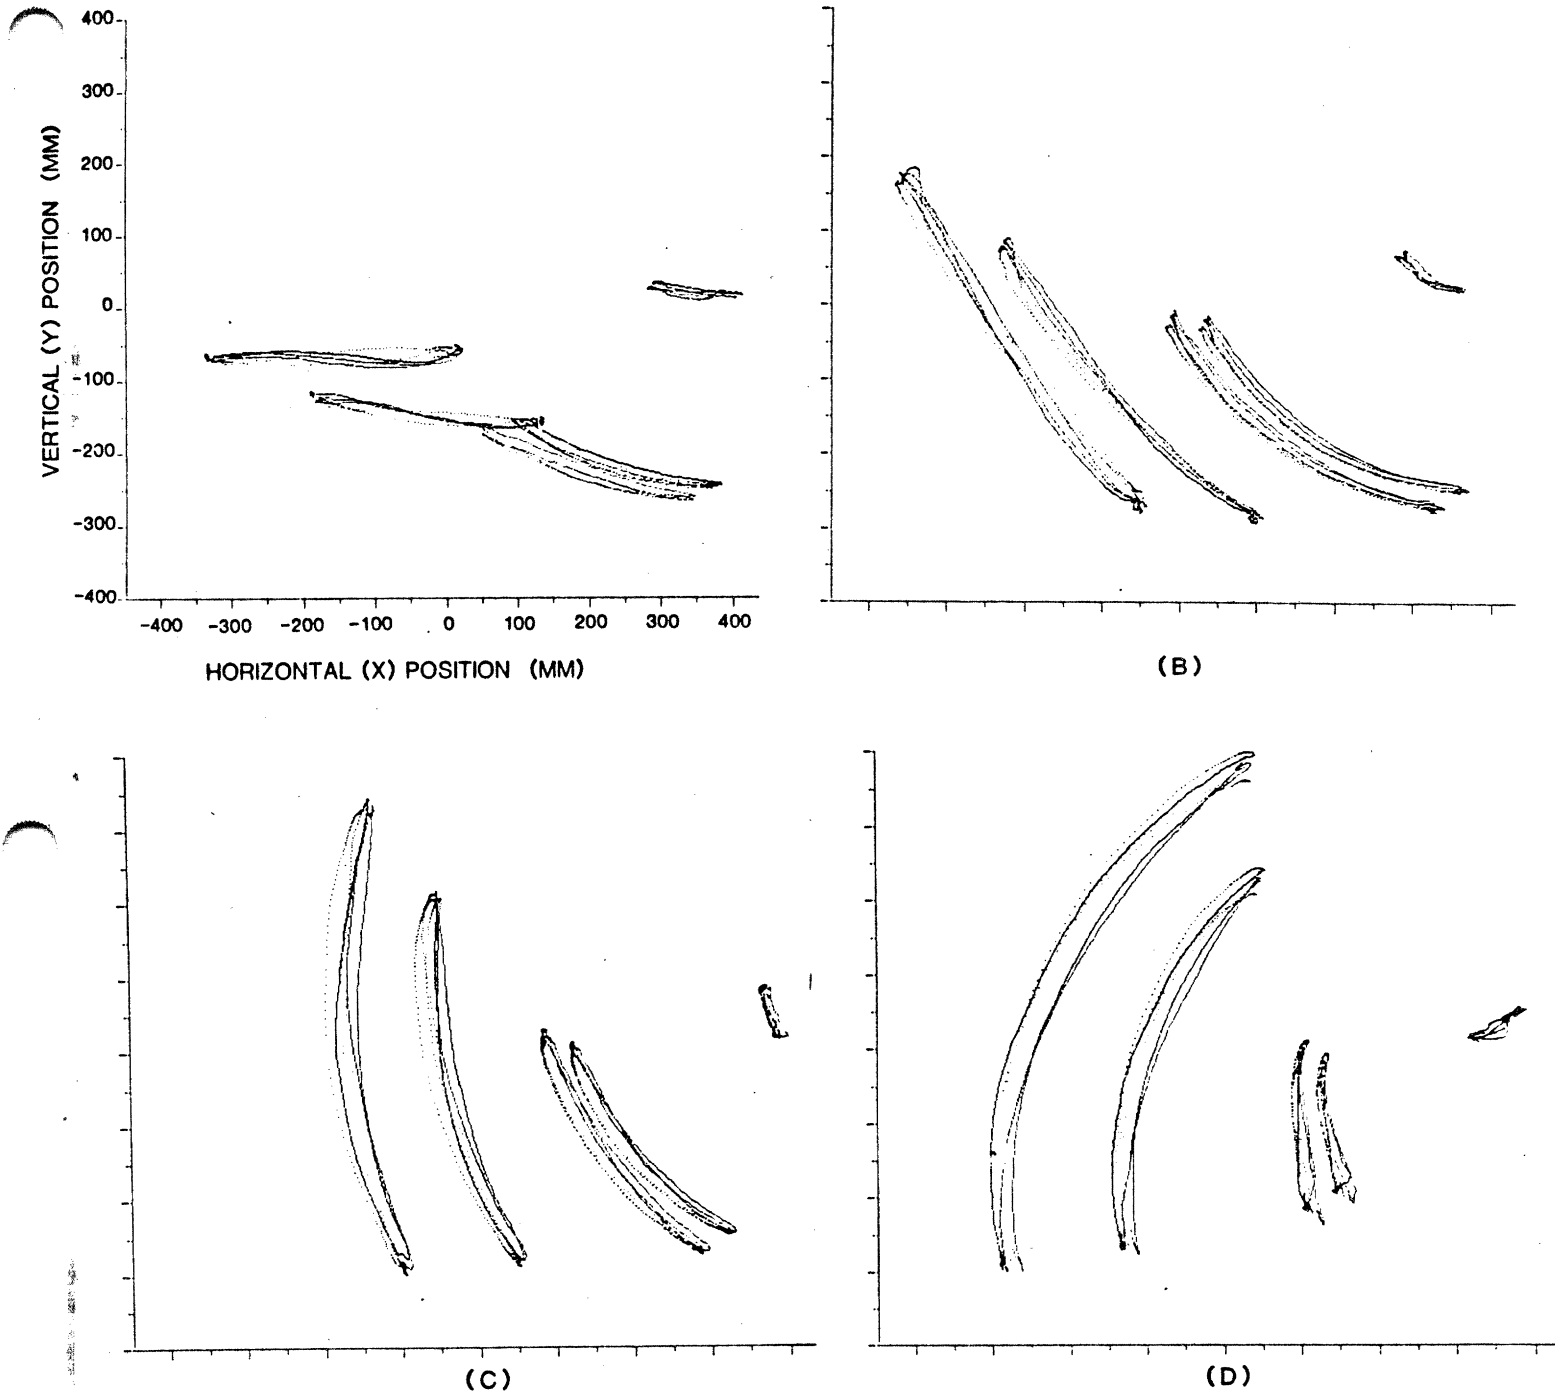 400
300
200
100
0
-100
-200
-300
-400
VERTICAL (Y) POSITION (MM)
-400 -300 -200 -100 0 100 200 300 400
HORIZONTAL (X) POSITION (MM)
(B)
(C)
(D)